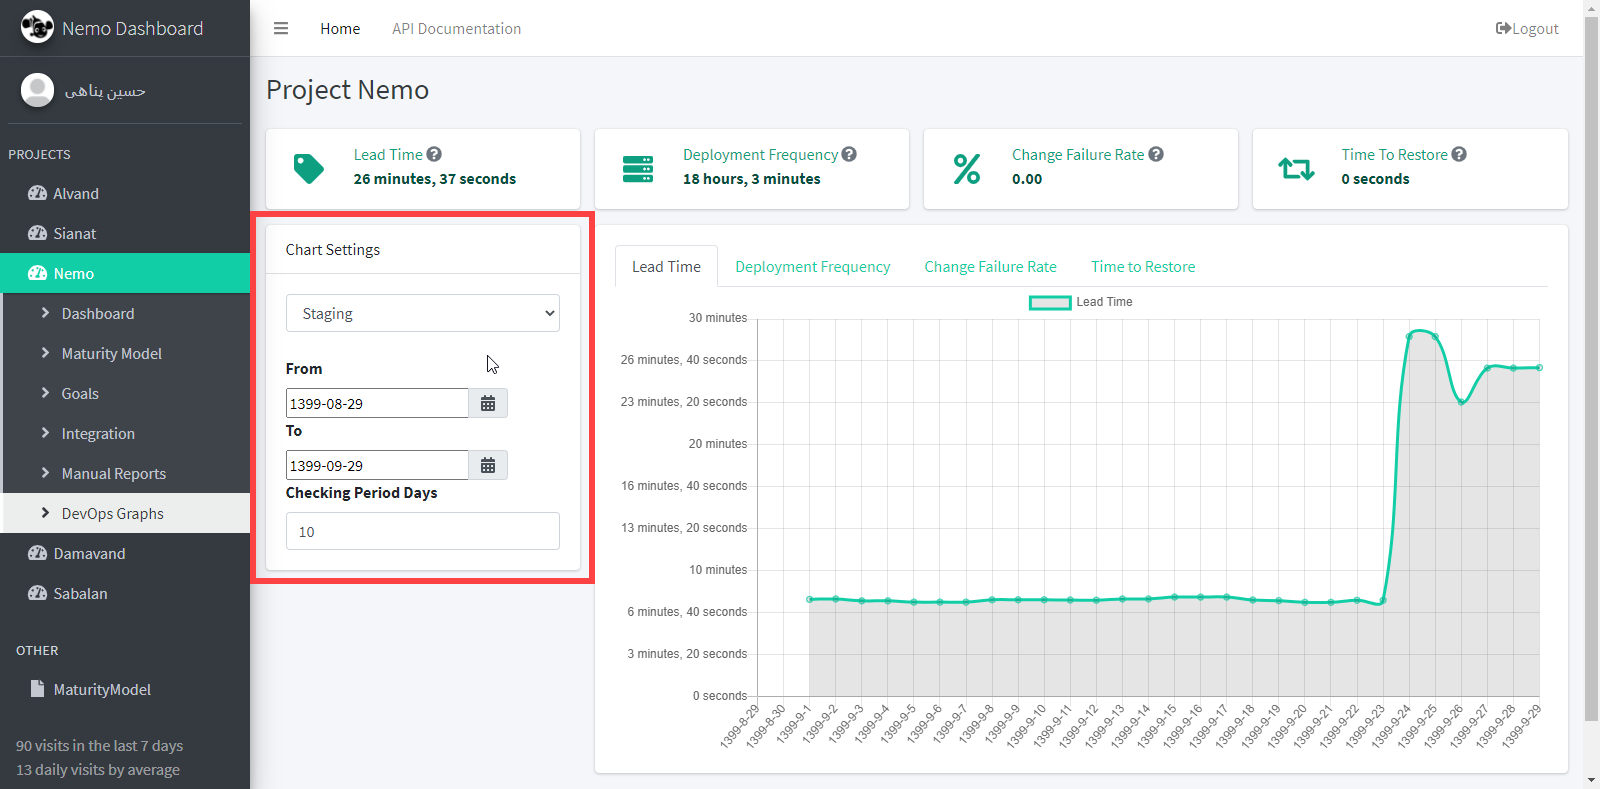 Nemo Dashboard
Home
API Documentation
Logout
حسین پناهی
PROJECTS
Alvand
Sianat
Nemo
Dashboard
Maturity Model
Goals
Integration
Manual Reports
DevOps Graphs
Damavand
Sabalan
OTHER
MaturityModel
90 visits in the last 7 days
13 daily visits by average
Project Nemo
Lead Time ?
26 minutes, 37 seconds
Deployment Frequency ?
18 hours, 3 minutes
Change Failure Rate ?
0.00
Time To Restore ?
0 seconds
Chart Settings
Staging
From
1399-08-29
To
1399-09-29
Checking Period Days
10
Lead Time
Deployment Frequency
Change Failure Rate
Time to Restore
Lead Time
30 minutes
26 minutes, 40 seconds
23 minutes, 20 seconds
20 minutes
16 minutes, 40 seconds
13 minutes, 20 seconds
10 minutes
6 minutes, 40 seconds
3 minutes, 20 seconds
0 seconds
1399-8-29
1399-8-30
1399-9-1
1399-9-2
1399-9-3
1399-9-4
1399-9-5
1399-9-6
1399-9-7
1399-9-8
1399-9-9
1399-9-10
1399-9-11
1399-9-12
1399-9-13
1399-9-14
1399-9-15
1399-9-16
1399-9-17
1399-9-18
1399-9-19
1399-9-20
1399-9-21
1399-9-22
1399-9-23
1399-9-24
1399-9-25
1399-9-26
1399-9-27
1399-9-28
1399-9-29